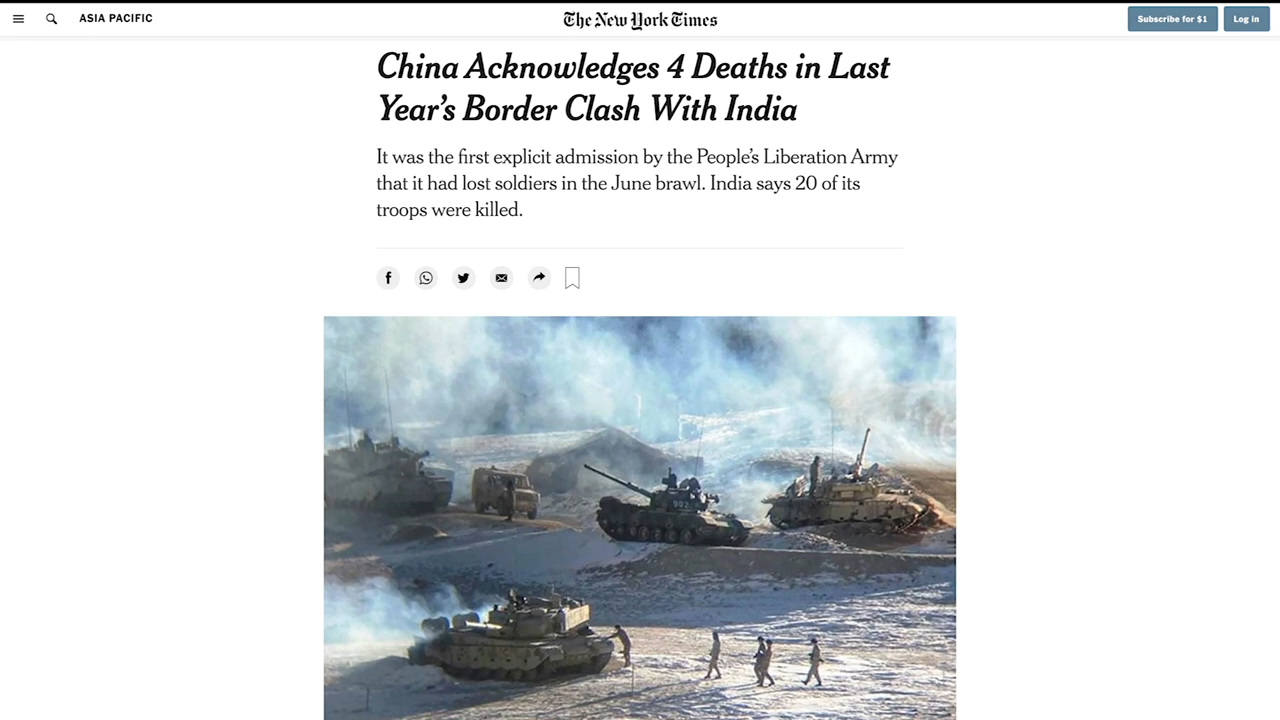 ASIA PACIFIC
The New York Times
Subscribe for $1
Log in
China Acknowledges 4 Deaths in Last
Year's Border Clash With India
It was the first explicit admission by the People's Liberation Army
that it had lost soldiers in the June brawl. India says 20 of its
troops were killed.